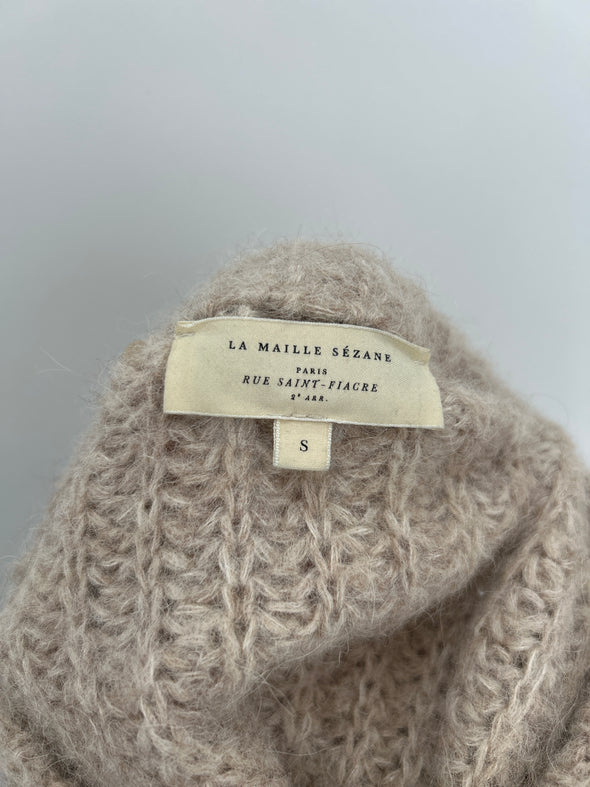 LA MAILLE SÉZANE
PARIS
RUE SAINT-FIACRE
2ᵉ ARR.
S